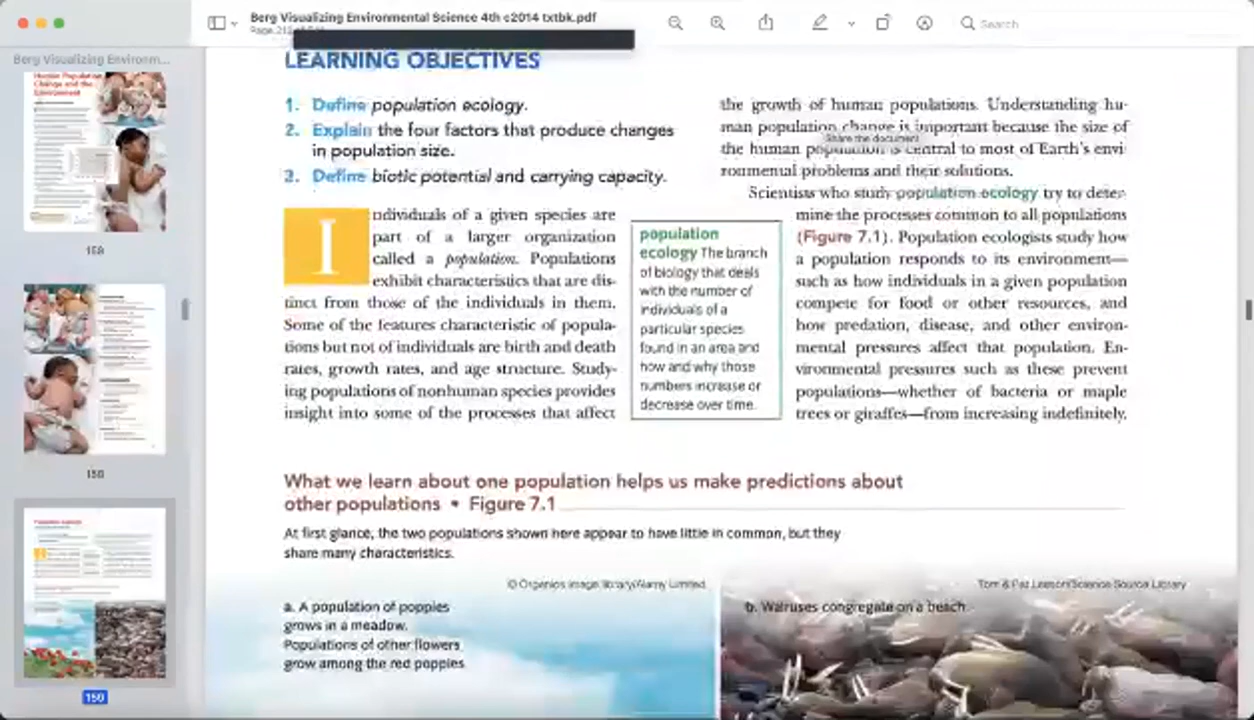 Berg Visualizing Environmental Science 4th c2014 txtbk.pdf
Search
Berg Visualizing Environm...
Human Population
Change and the
Environment
150
150
LEARNING OBJECTIVES
1. Define population ecology.
2. Explain the four factors that produce changes
in population size.
3. Define biotic potential and carrying capacity.
Individuals of a given species are
part of a larger organization
called a population. Populations
exhibit characteristics that are dis-
tinct from those of the individuals in them.
Some of the features characteristic of popula-
tions but not of individuals are birth and death
rates, growth rates, and age structure. Study-
ing populations of nonhuman species provides
insight into some of the processes that affect
population
ecology The branch
of biology that deals
with the number of
individuals of a
particular species
found in an area and
how and why those
numbers increase or
decrease over time.
the growth of human populations. Understanding hu-
man population change is important because the size of
Share the document
the human population is central to most of Earth's envi
ronmental problems and their solutions.
Scientists who study population ecology try to deter-
mine the processes common to all populations
(Figure 7.1). Population ecologists study how
a population responds to its environment—
such as how individuals in a given population
compete for food or other resources, and
how predation, disease, and other environ-
mental pressures affect that population. En-
vironmental pressures such as these prevent
populations—whether of bacteria or maple
trees or giraffes—from increasing indefinitely.
What we learn about one population helps us make predictions about
other populations • Figure 7.1
At first glance, the two populations shown here appear to have little in common, but they
share many characteristics.
© Organics image library/Alamy Limited
a. A population of poppies
grows in a meadow.
Populations of other flowers
grow among the red poppies
Tom & Pat Leeson/Science Source Library
b. Walruses congregate on a beach